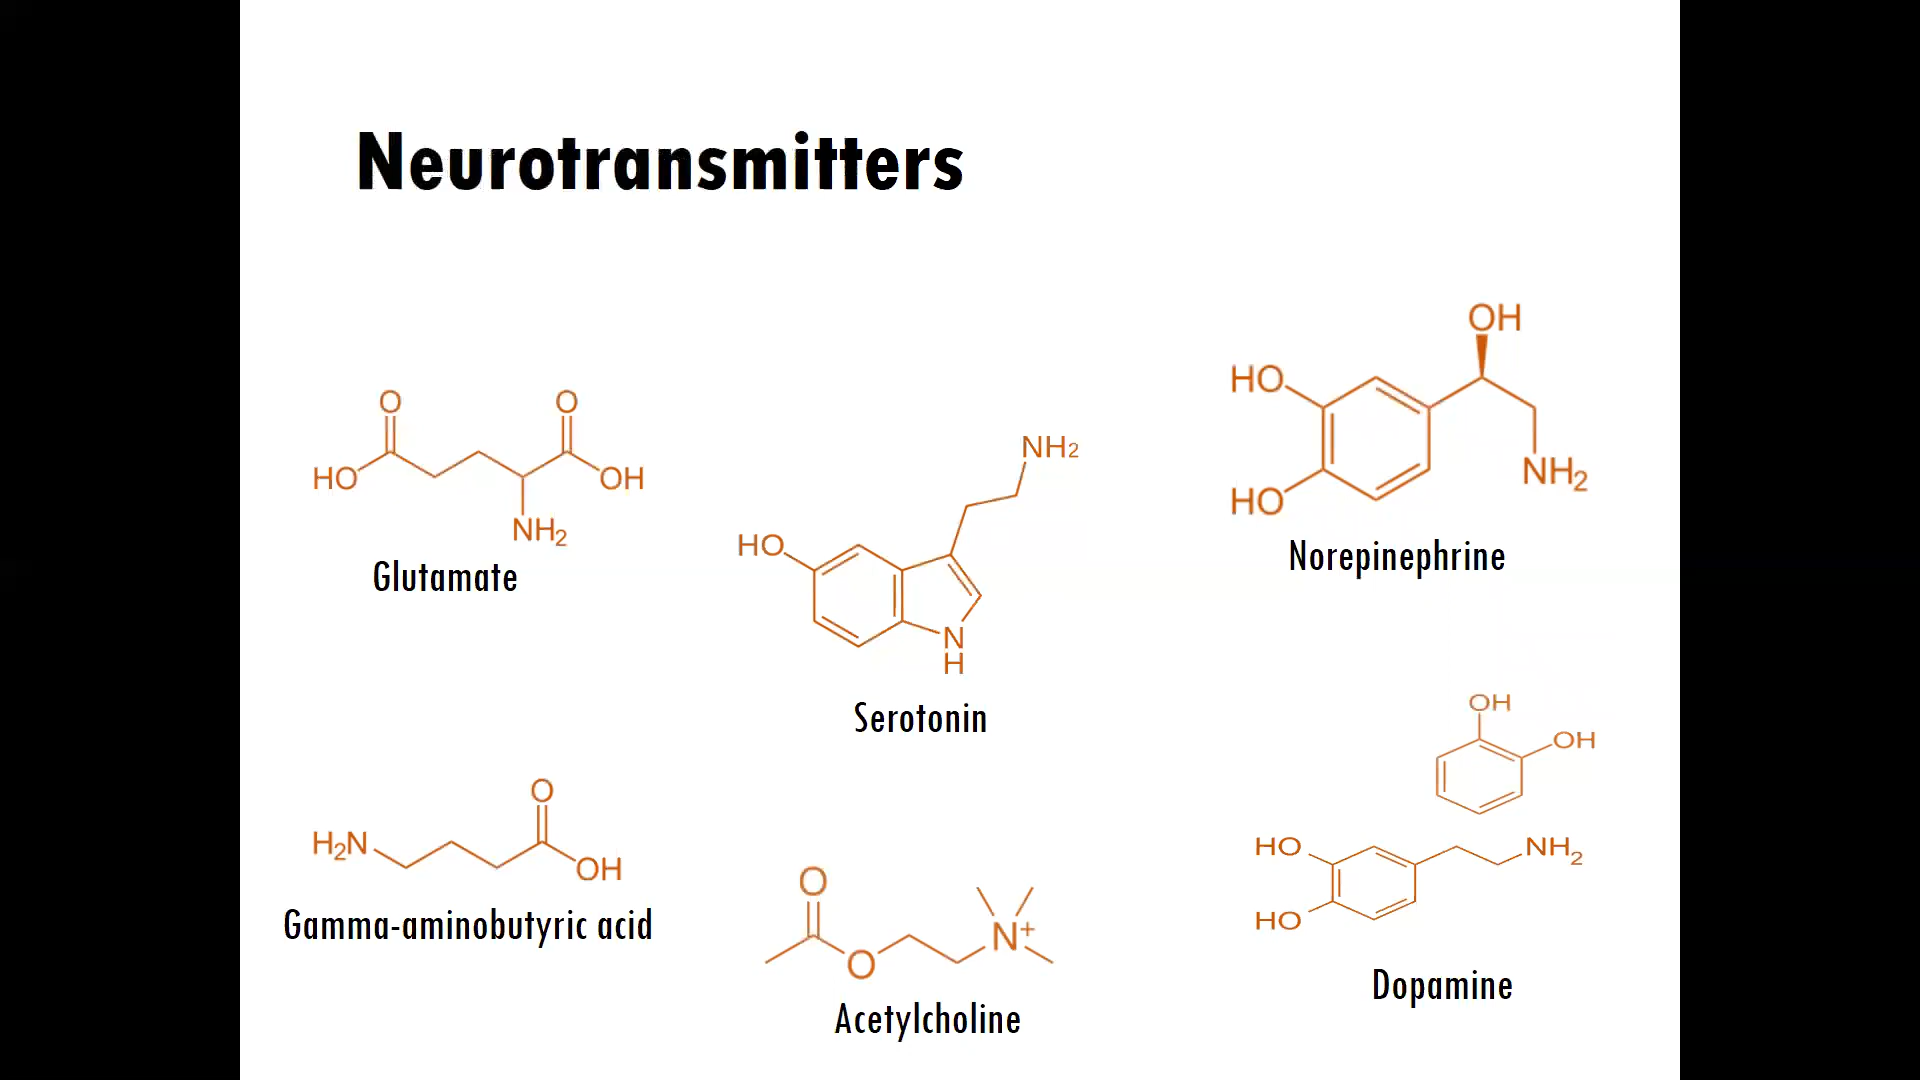 Neurotransmitters
O
O
HO
OH
NH2
Glutamate
NH2
HO
N
H
Serotonin
OH
HO
HO
NH2
Norepinephrine
O
H2N
OH
Gamma-aminobutyric acid
O
O
N+
Acetylcholine
OH
OH
HO
NH2
HO
Dopamine